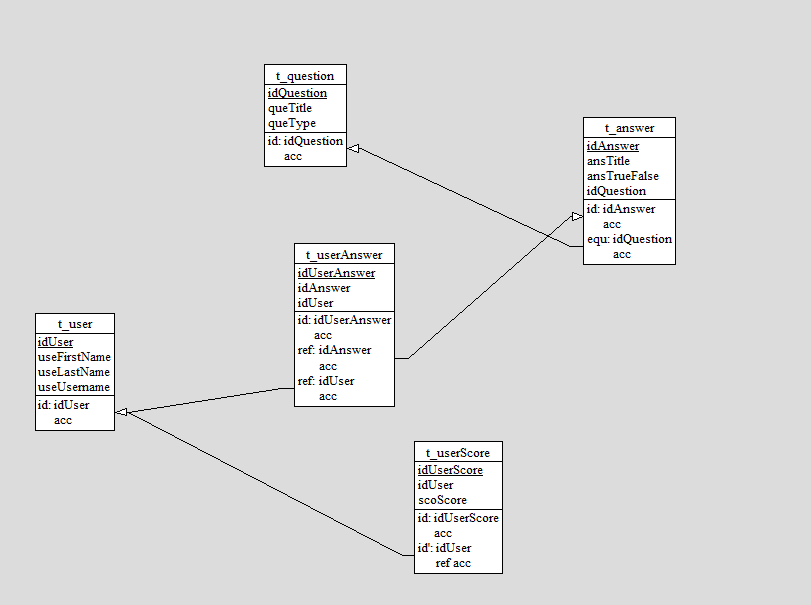 t_question
idQuestion
queTitle
queType
id: idQuestion
acc
t_answer
idAnswer
ansTitle
ansTrueFalse
idQuestion
id: idAnswer
acc
equ: idQuestion
acc
t_userAnswer
idUserAnswer
idAnswer
idUser
id: idUserAnswer
acc
ref: idAnswer
acc
ref: idUser
acc
t_user
idUser
useFirstName
useLastName
useUsername
id: idUser
acc
t_userScore
idUserScore
idUser
scoScore
id: idUserScore
acc
id': idUser
ref acc